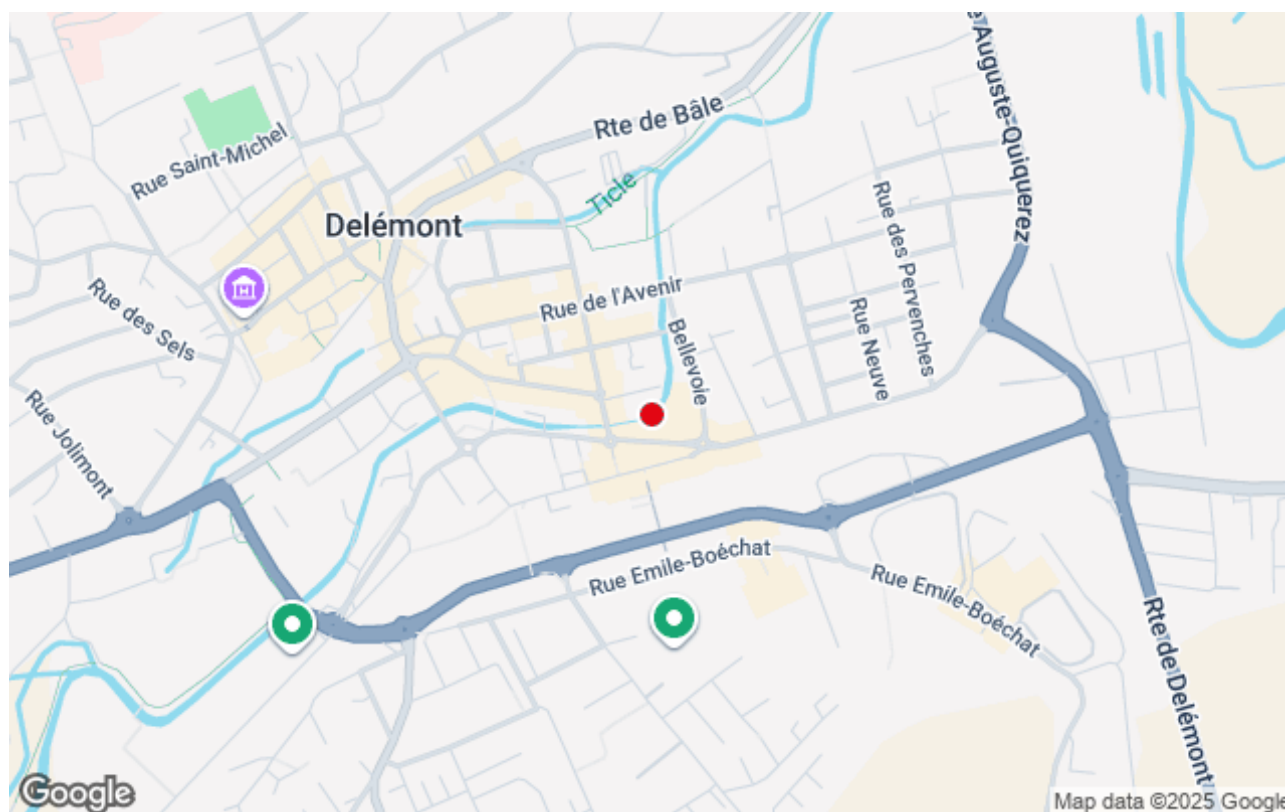 e Auguste-Quiquerez
Rte de Bâle
Rue Saint-Michel
Ticle
Delémont
Rue des Pervenches
Rue de l'Avenir
Rue des Sels
Bellevoie
Rue Neuve
Rue Jolimont
Rue Emile-Boéchat
Rue Emile-Boéchat
Rte de Delémont
Google
Map data ©2025 Google